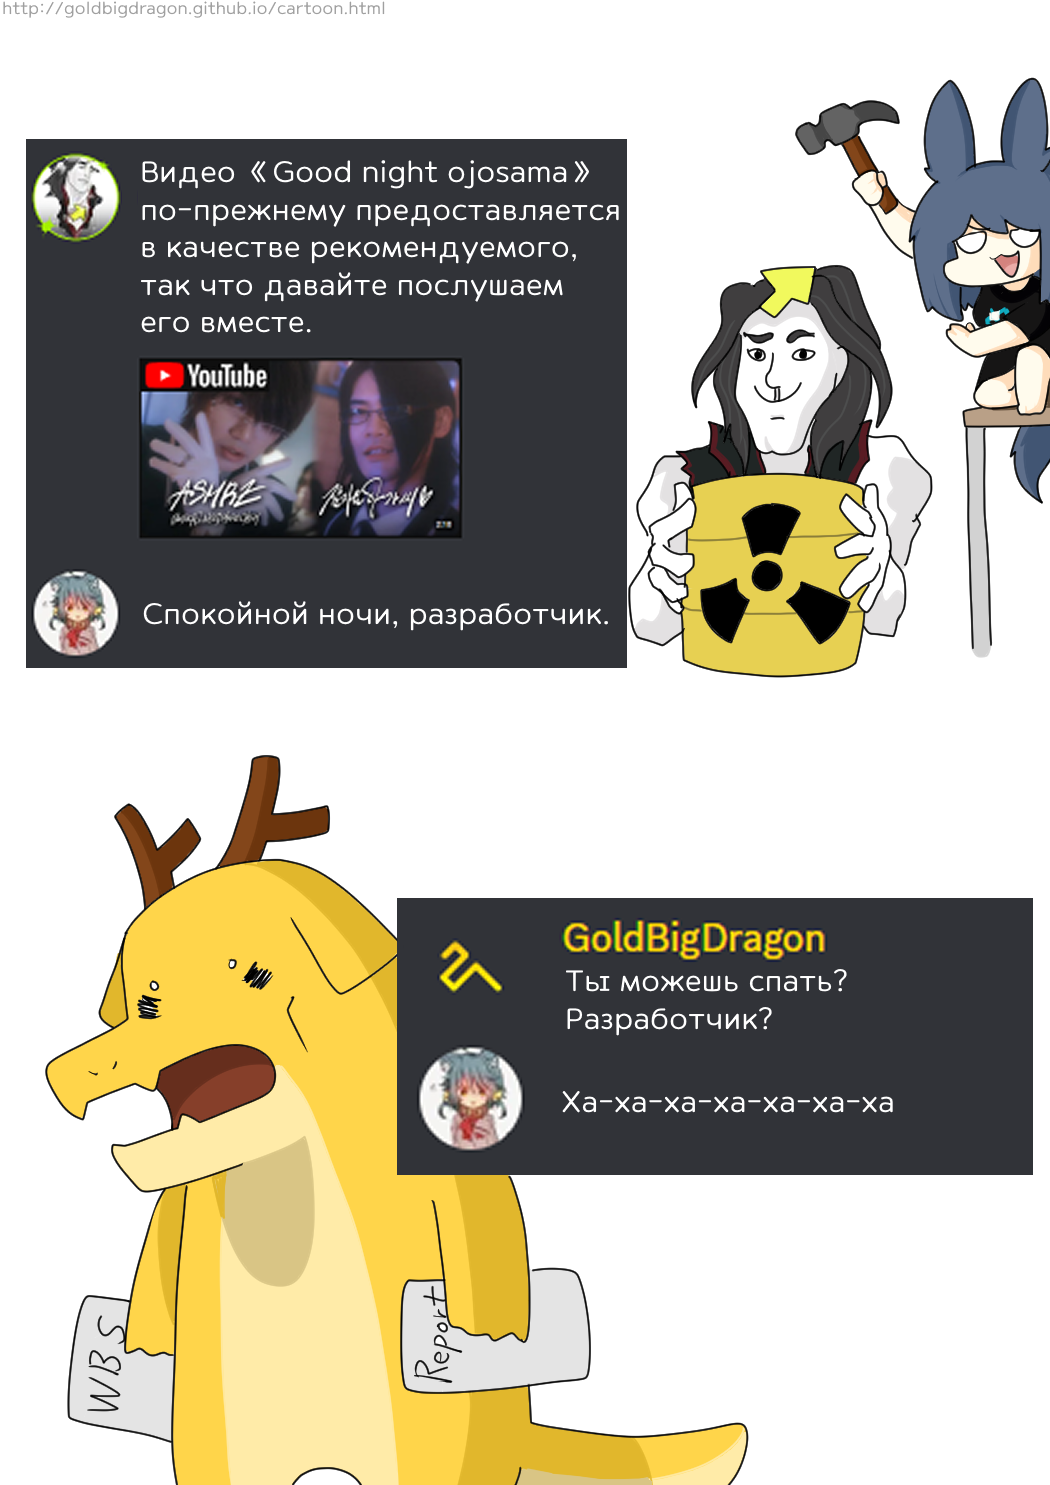 http://goldbigdragon.github.io/cartoon.html
Видео 《Good night ojosama》
по-прежнему предоставляется
в качестве рекомендуемого,
так что давайте послушаем
его вместе.
YouTube
ASMRZ
Спокойной ночи, разработчик.
GoldBigDragon
Ты можешь спать?
Разработчик?
Ха-ха-ха-ха-ха-ха-ха
WBS
Report